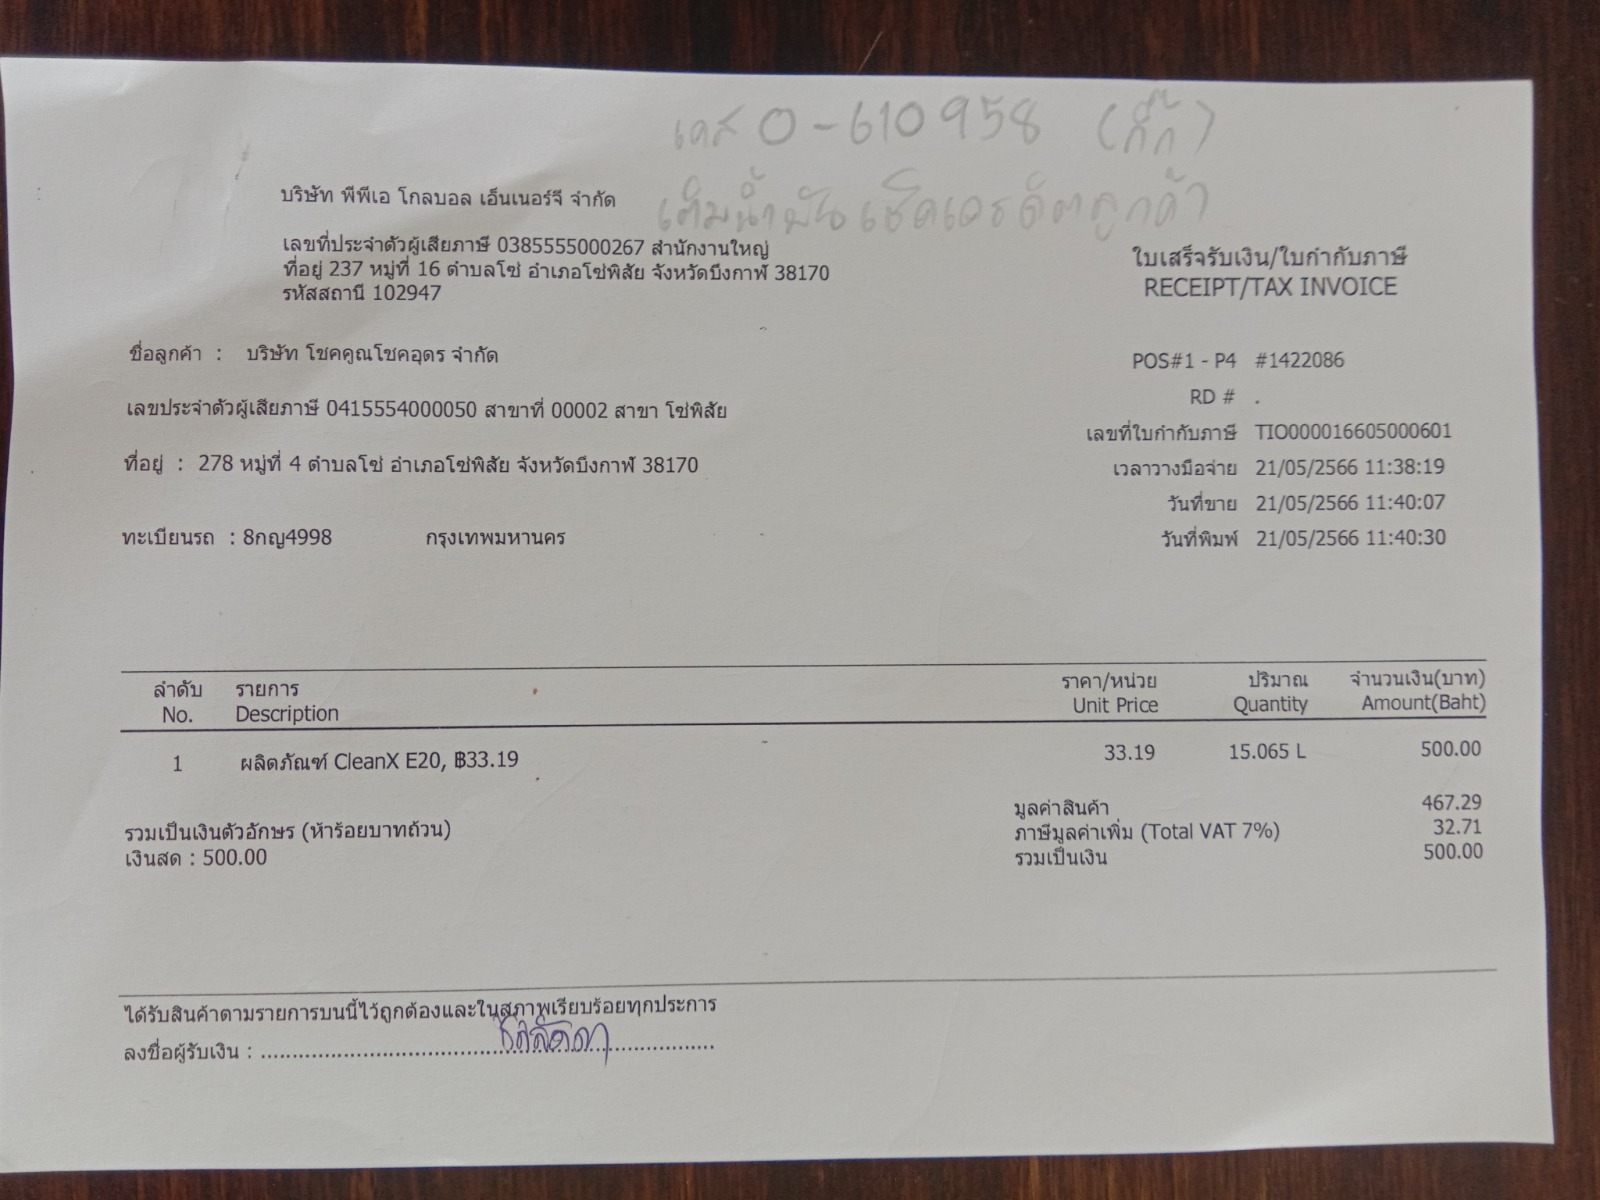 เคส 0-610958 (กิ๊ก)
เติมน้ำมันเช็คเครดิตลูกค้า
บริษัท พีพีเอ โกลบอล เอ็นเนอร์จี จำกัด
เลขที่ประจำตัวผู้เสียภาษี 0385555000267 สำนักงานใหญ่
ที่อยู่ 237 หมู่ที่ 16 ตำบลโซ่ อำเภอโซ่พิสัย จังหวัดบึงกาฬ 38170
รหัสสถานี 102947
ใบเสร็จรับเงิน/ใบกำกับภาษี
RECEIPT/TAX INVOICE
ชื่อลูกค้า : บริษัท โชคคูณโชคอุดร จำกัด
เลขประจำตัวผู้เสียภาษี 0415554000050 สาขาที่ 00002 สาขา โซ่พิสัย
ที่อยู่ : 278 หมู่ที่ 4 ตำบลโซ่ อำเภอโซ่พิสัย จังหวัดบึงกาฬ 38170
ทะเบียนรถ : 8กญ4998 กรุงเทพมหานคร
POS#1 - P4 #1422086
RD # .
เลขที่ใบกำกับภาษี TIO000016605000601
เวลาวางมือจ่าย 21/05/2566 11:38:19
วันที่ขาย 21/05/2566 11:40:07
วันที่พิมพ์ 21/05/2566 11:40:30
ลำดับ รายการ ราคา/หน่วย ปริมาณ จำนวนเงิน(บาท)
No. Description Unit Price Quantity Amount(Baht)
1 ผลิตภัณฑ์ CleanX E20, ฿33.19 33.19 15.065 L 500.00
มูลค่าสินค้า 467.29
รวมเป็นเงินตัวอักษร (ห้าร้อยบาทถ้วน) ภาษีมูลค่าเพิ่ม (Total VAT 7%) 32.71
เงินสด : 500.00 รวมเป็นเงิน 500.00
ได้รับสินค้าตามรายการบนนี้ไว้ถูกต้องและในสภาพเรียบร้อยทุกประการ
ลงชื่อผู้รับเงิน : ........................................................................